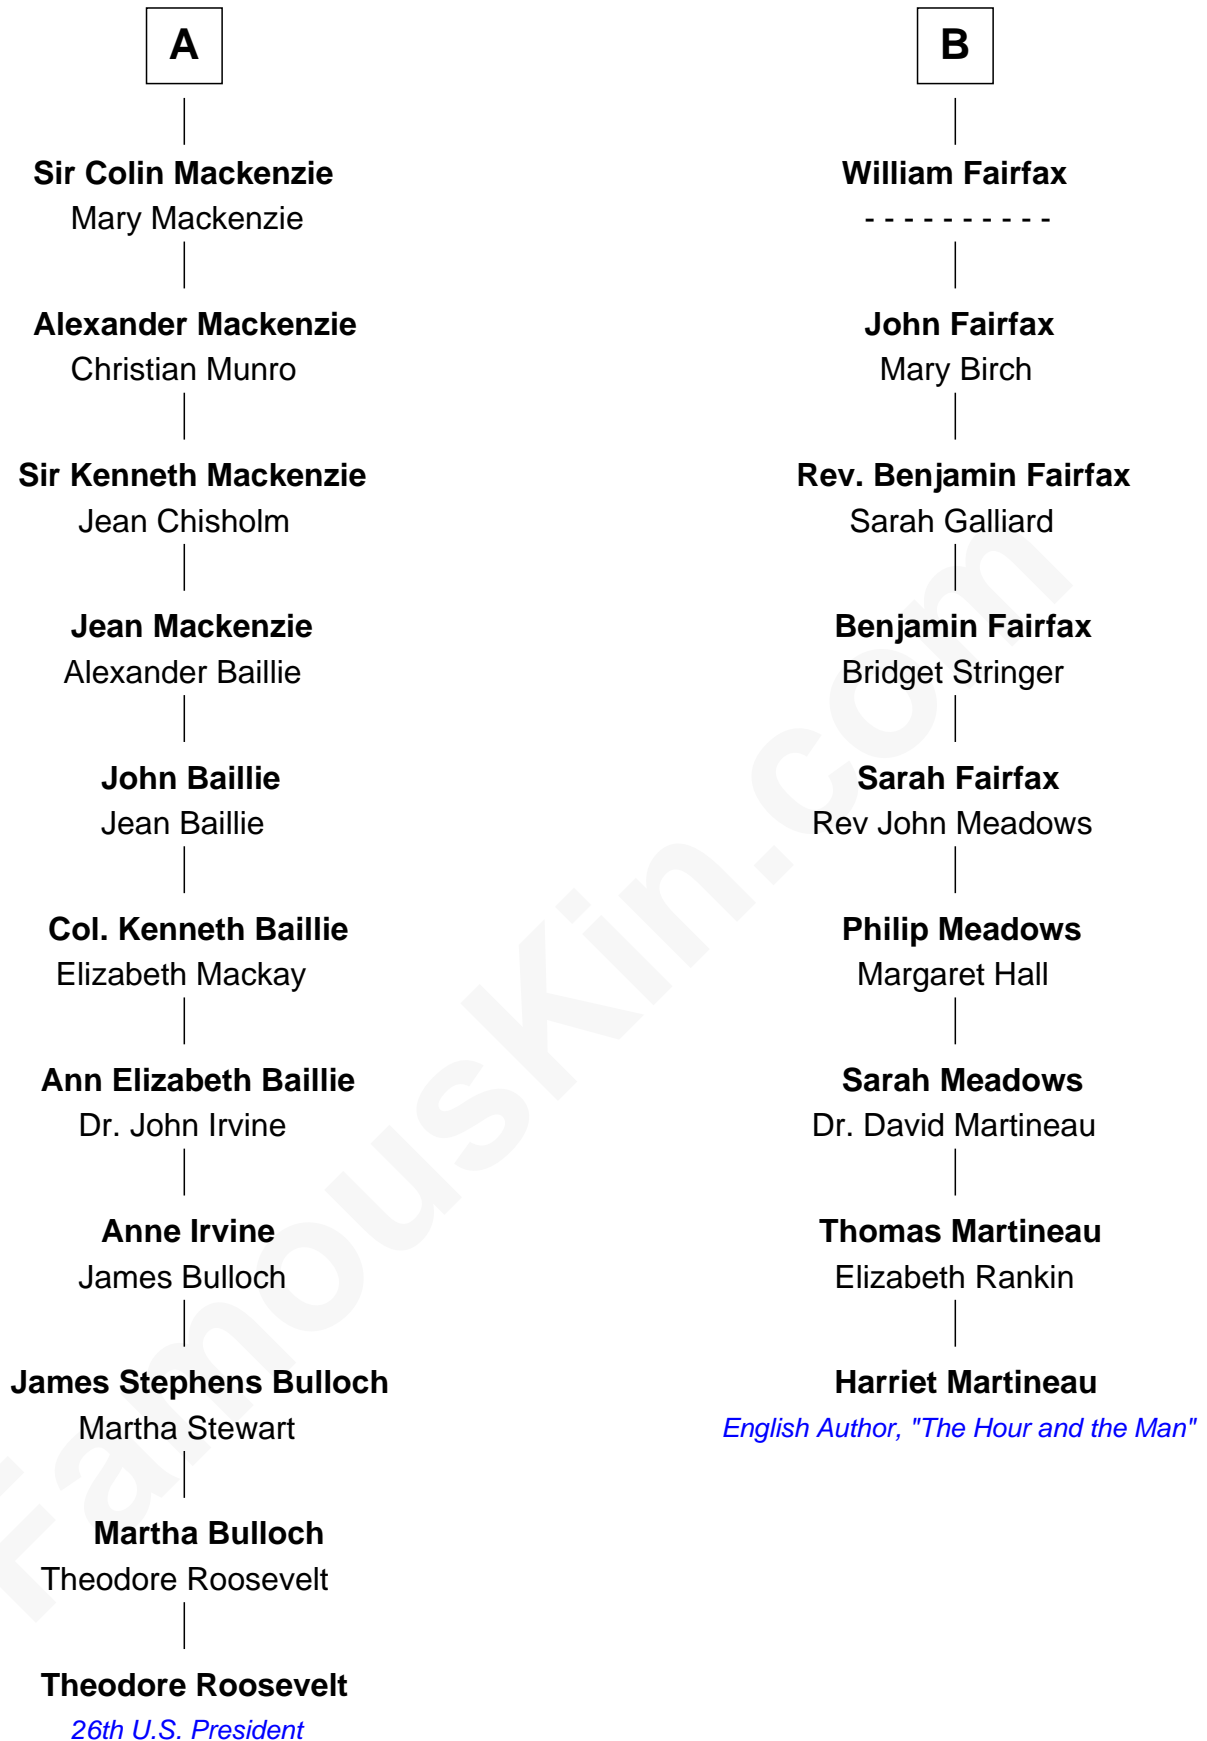 A
Sir Colin Mackenzie
Mary Mackenzie
Alexander Mackenzie
Christian Munro
Sir Kenneth Mackenzie
Jean Chisholm
Jean Mackenzie
Alexander Baillie
John Baillie
Jean Baillie
Col. Kenneth Baillie
Elizabeth Mackay
Ann Elizabeth Baillie
Dr. John Irvine
Anne Irvine
James Bulloch
James Stephens Bulloch
Martha Stewart
Martha Bulloch
Theodore Roosevelt
Theodore Roosevelt
26th U.S. President
B
William Fairfax
- - - - - - - - - -
John Fairfax
Mary Birch
Rev. Benjamin Fairfax
Sarah Galliard
Benjamin Fairfax
Bridget Stringer
Sarah Fairfax
Rev John Meadows
Philip Meadows
Margaret Hall
Sarah Meadows
Dr. David Martineau
Thomas Martineau
Elizabeth Rankin
Harriet Martineau
English Author, "The Hour and the Man"
FamousKin.com